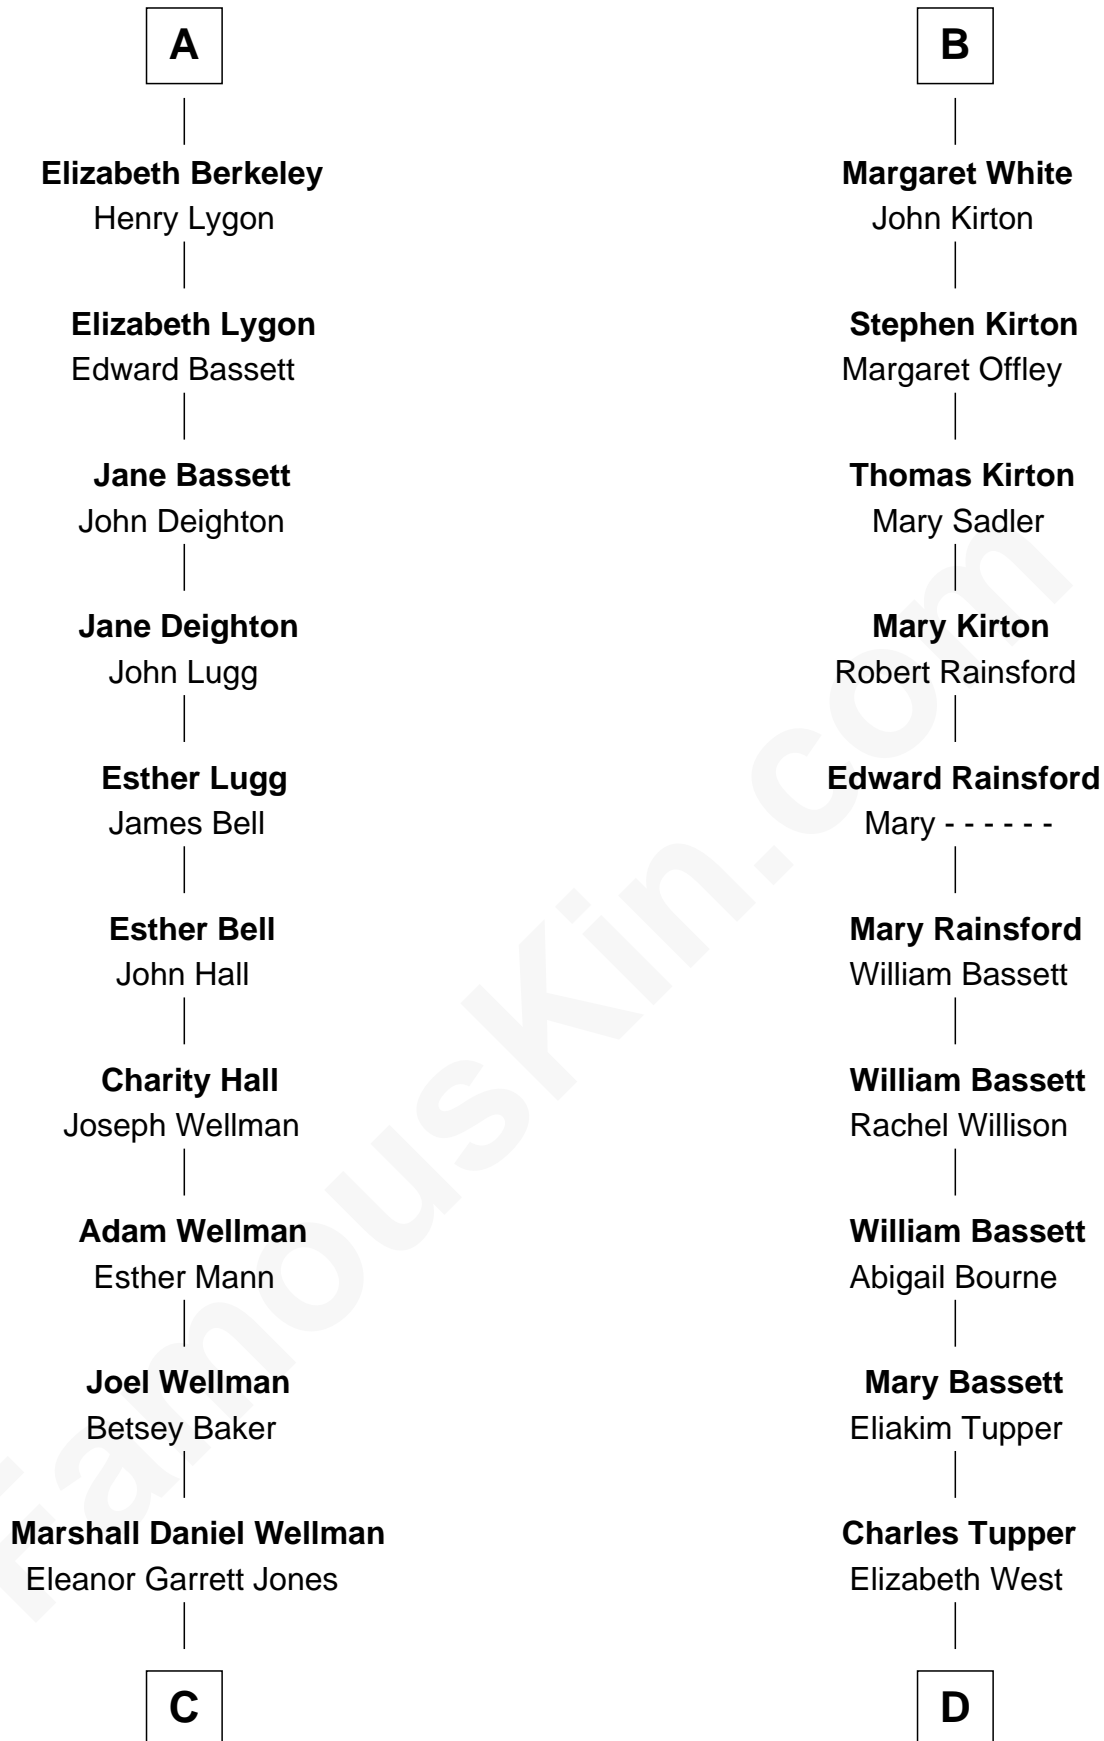 A
Elizabeth Berkeley
Henry Lygon
Elizabeth Lygon
Edward Bassett
Jane Bassett
John Deighton
Jane Deighton
John Lugg
Esther Lugg
James Bell
Esther Bell
John Hall
Charity Hall
Joseph Wellman
Adam Wellman
Esther Mann
Joel Wellman
Betsey Baker
Marshall Daniel Wellman
Eleanor Garrett Jones
C
B
Margaret White
John Kirton
Stephen Kirton
Margaret Offley
Thomas Kirton
Mary Sadler
Mary Kirton
Robert Rainsford
Edward Rainsford
Mary - - - - - -
Mary Rainsford
William Bassett
William Bassett
Rachel Willison
William Bassett
Abigail Bourne
Mary Bassett
Eliakim Tupper
Charles Tupper
Elizabeth West
D
FamousKin.com